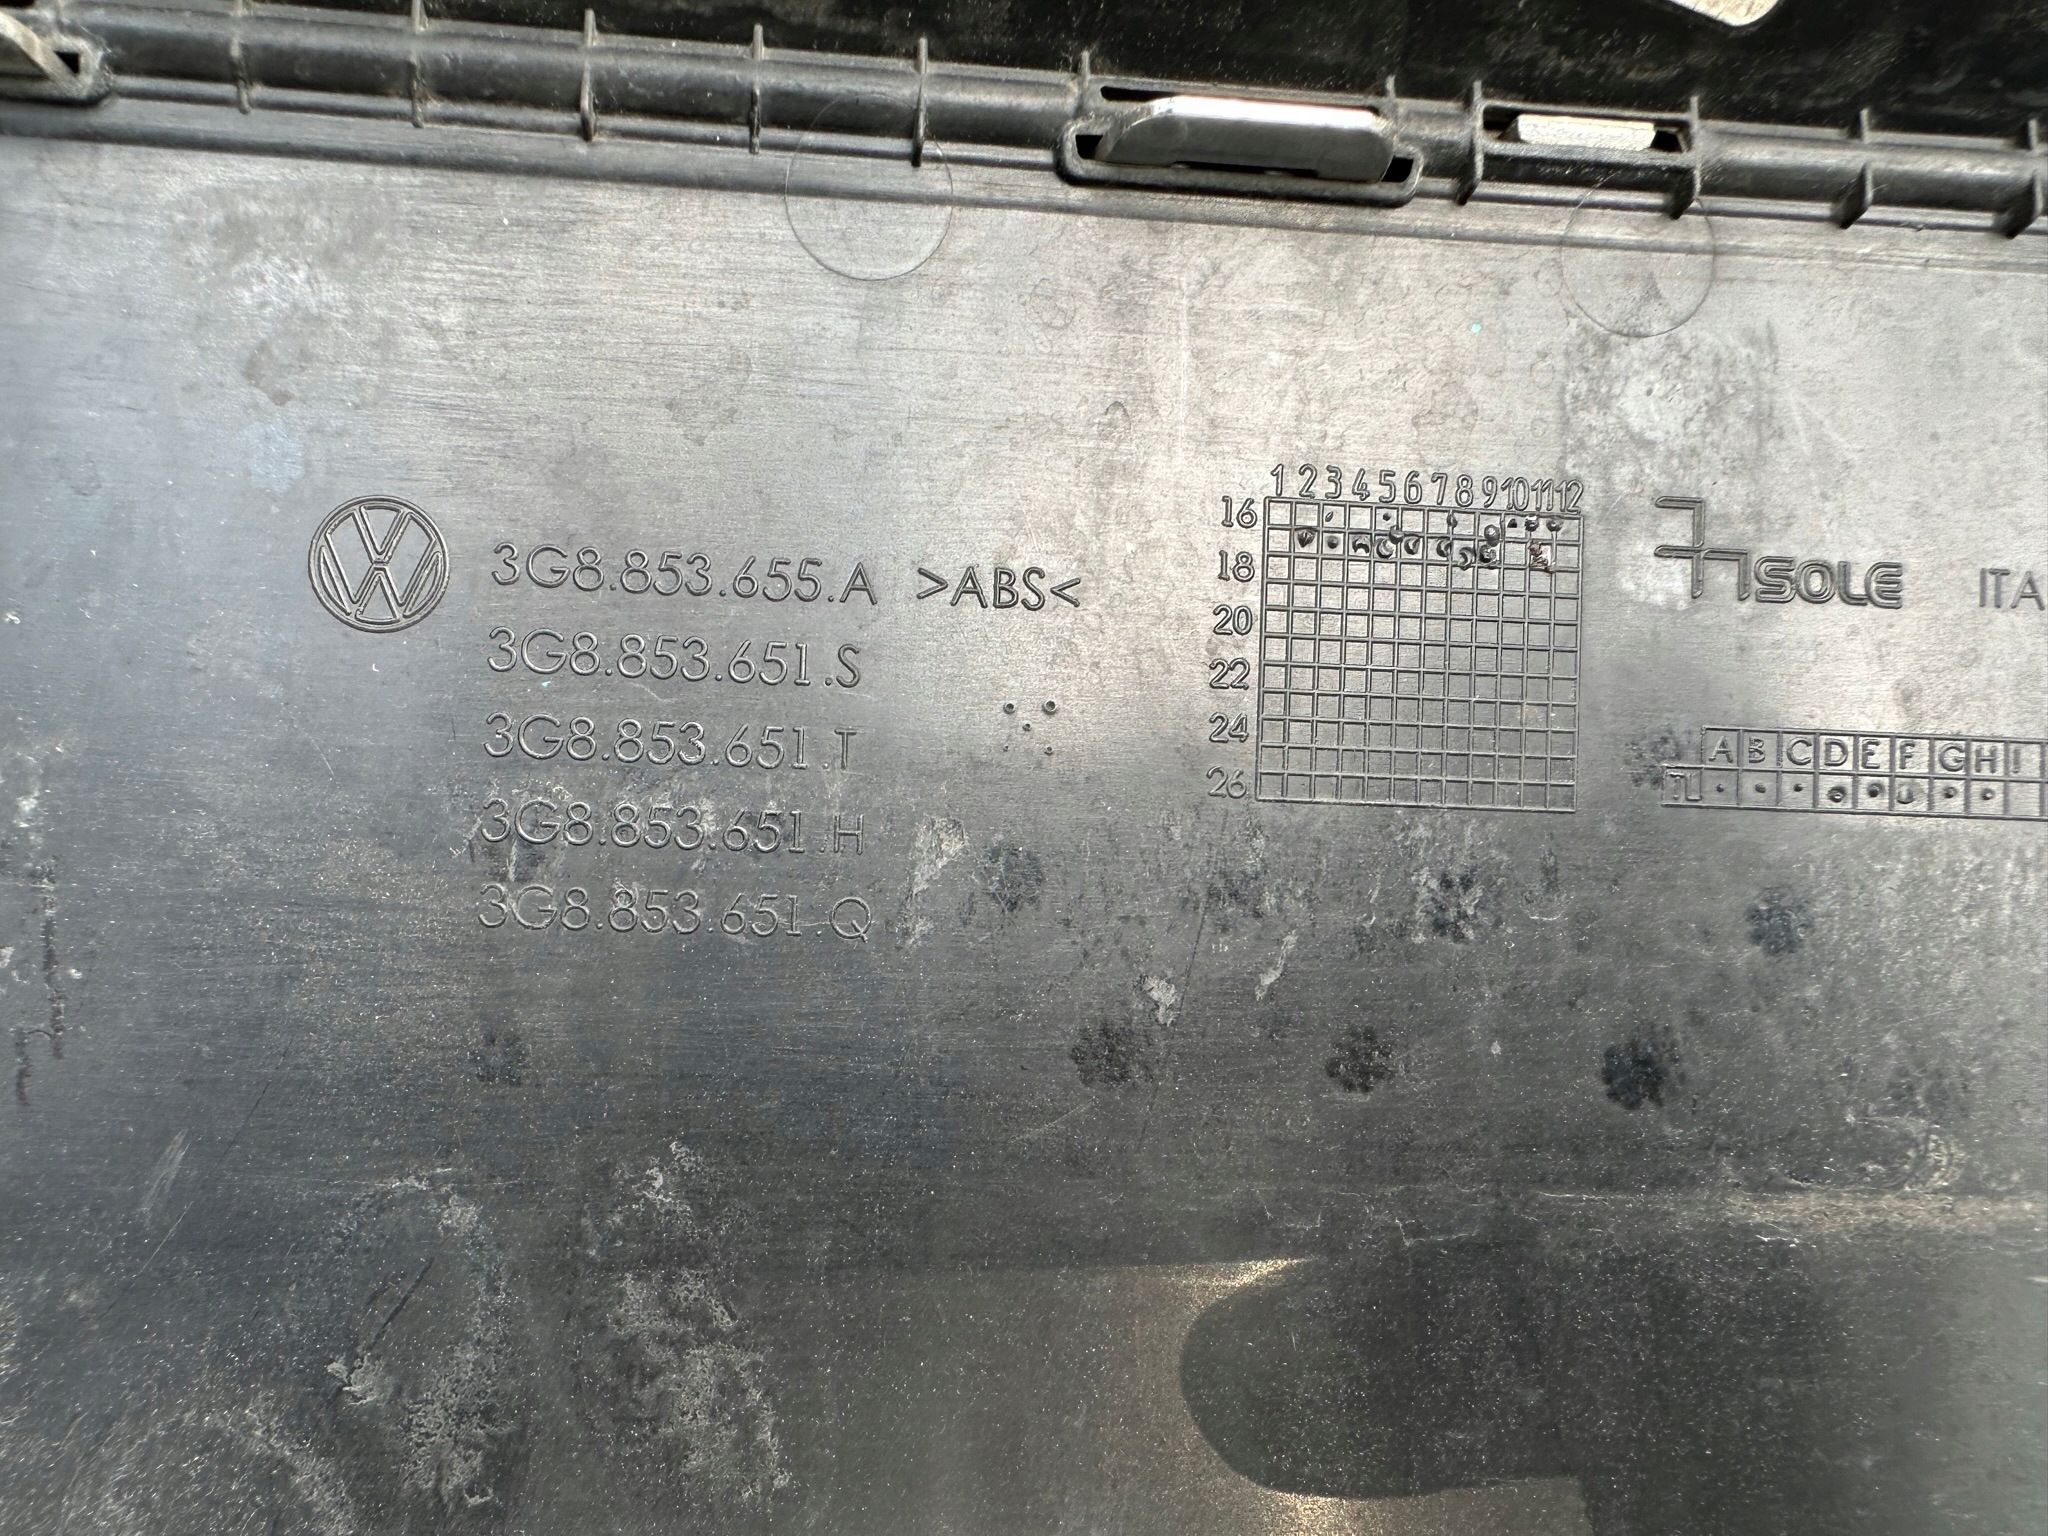 3G8.853.655.A >ABS<
3G8.853.651.S
3G8.853.651.T
3G8.853.651.H
3G8.853.651.Q
1 2 3 4 5 6 7 8 9 10 11 12
16
18
20
22
24
26
SOLE ITA
A B C D E F G H I